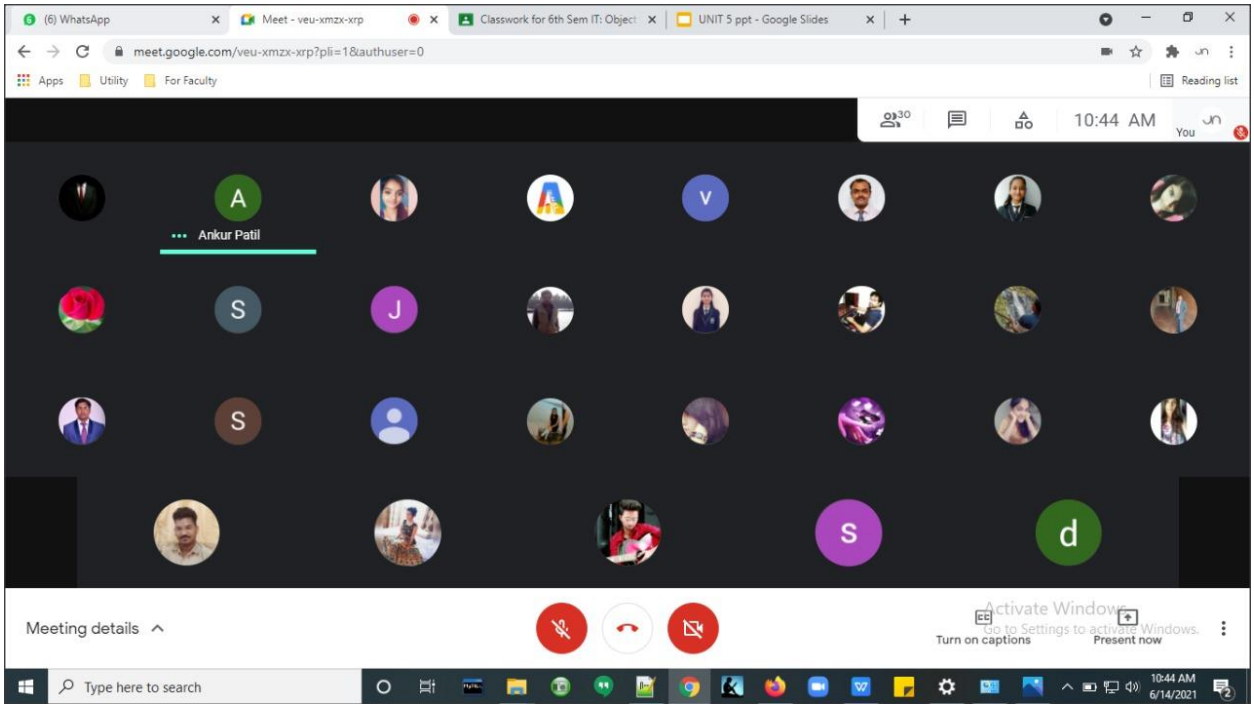 (6) WhatsApp
Meet - veu-xmzx-xrp
Classwork for 6th Sem IT: Object
UNIT 5 ppt - Google Slides
meet.google.com/veu-xmzx-xrp?pli=1&authuser=0
Apps
Utility
For Faculty
Reading list
30
10:44 AM
You
A
V
Ankur Patil
S
J
S
S
d
Meeting details
CC
Turn on captions
Present now
Activate Windows
Go to Settings to activate Windows.
Type here to search
10:44 AM
6/14/2021
2